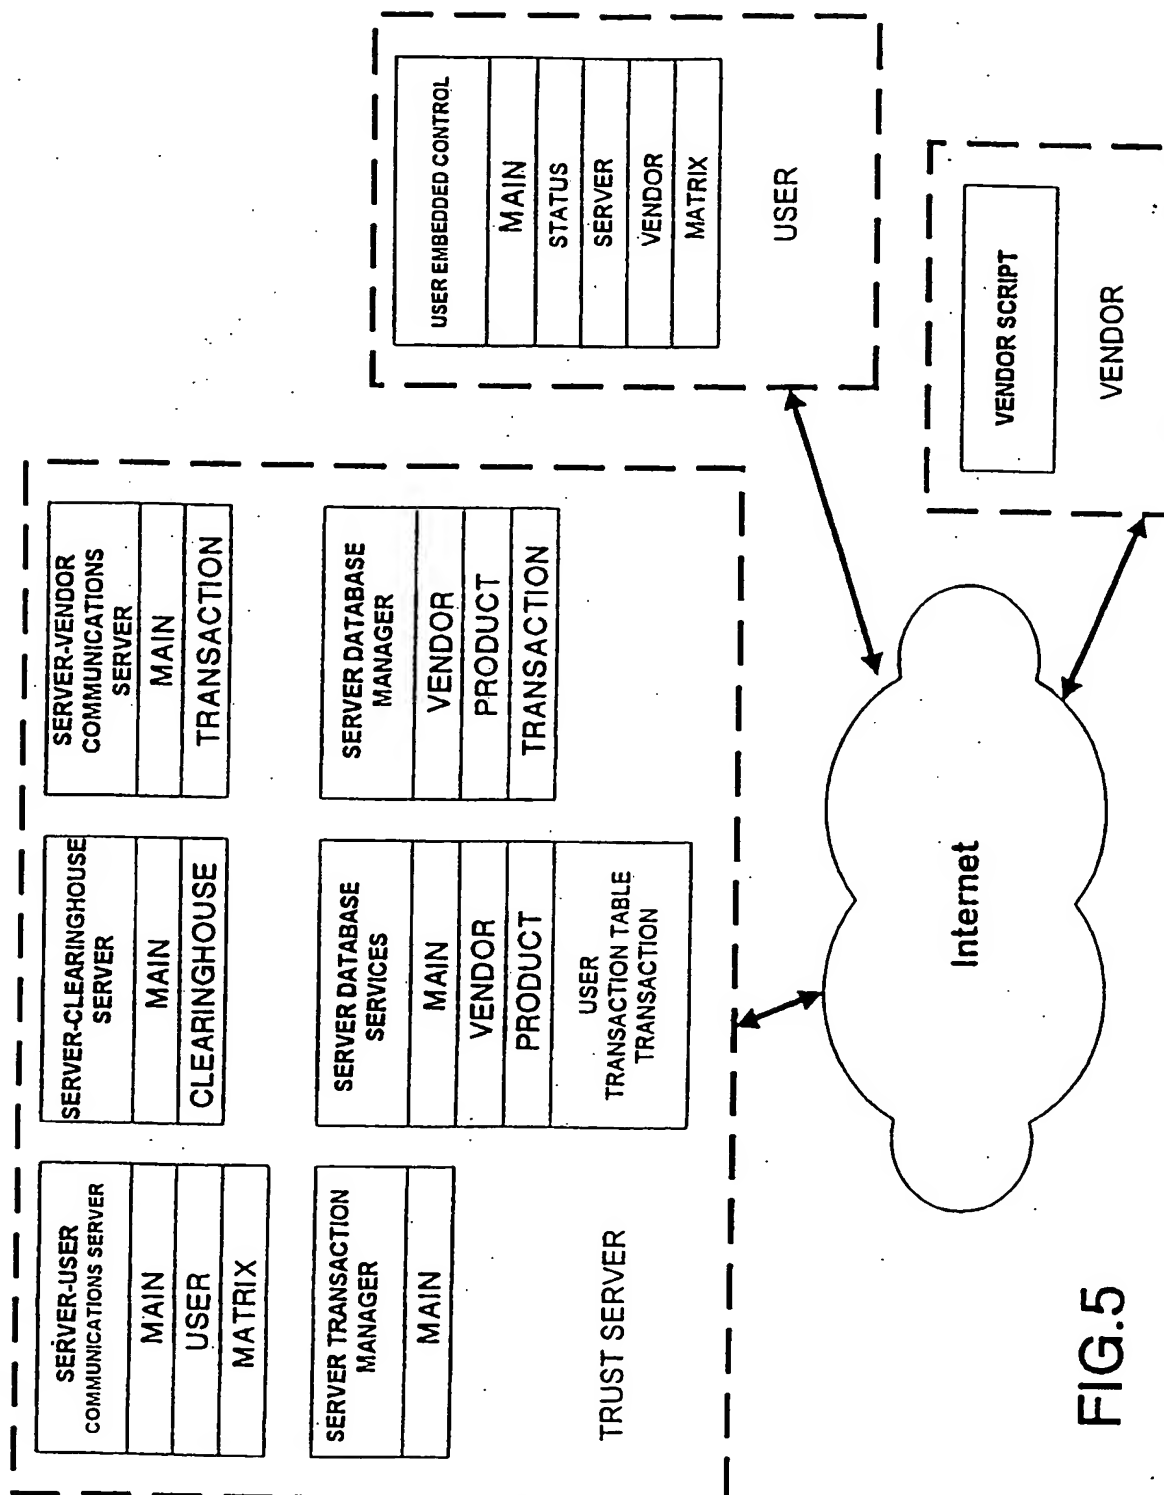 SERVER-USER
COMMUNICATIONS SERVER
MAIN
USER
MATRIX
SERVER-CLEARINGHOUSE
SERVER
MAIN
CLEARINGHOUSE
SERVER-VENDOR
COMMUNICATIONS
SERVER
MAIN
TRANSACTION
SERVER TRANSACTION
MANAGER
MAIN
SERVER DATABASE
SERVICES
MAIN
VENDOR
PRODUCT
USER
TRANSACTION TABLE
TRANSACTION
SERVER DATABASE
MANAGER
VENDOR
PRODUCT
TRANSACTION
TRUST SERVER
USER EMBEDDED CONTROL
MAIN
STATUS
SERVER
VENDOR
MATRIX
USER
Internet
VENDOR SCRIPT
VENDOR
FIG.5